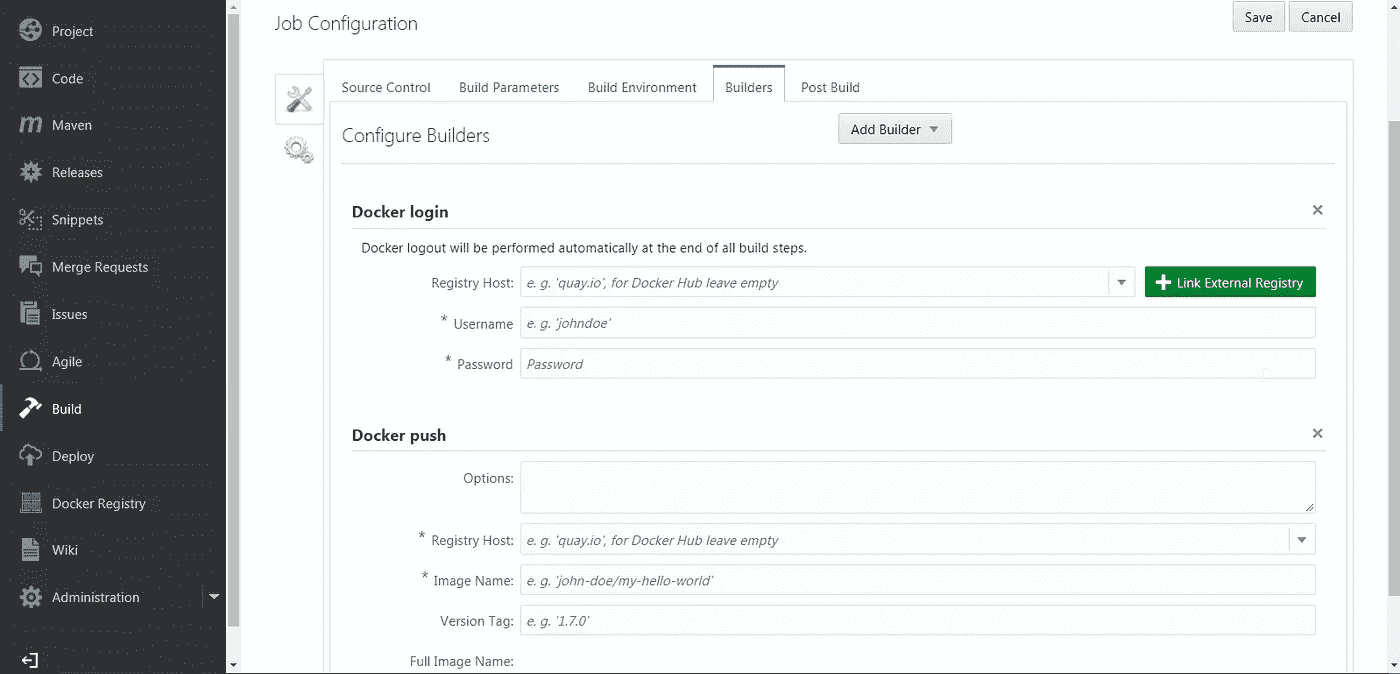 Project
Code
Maven
Releases
Snippets
Merge Requests
Issues
Agile
Build
Deploy
Docker Registry
Wiki
Administration
Job Configuration
Save Cancel
Source Control Build Parameters Build Environment Builders Post Build
Configure Builders Add Builder
Docker login
Docker logout will be performed automatically at the end of all build steps.
Registry Host: e. g. 'quay.io', for Docker Hub leave empty Link External Registry
* Username e. g. 'johndoe'
* Password Password
Docker push
Options:
* Registry Host: e. g. 'quay.io', for Docker Hub leave empty
* Image Name: e. g. 'john-doe/my-hello-world'
Version Tag: e. g. '1.7.0'
Full Image Name: